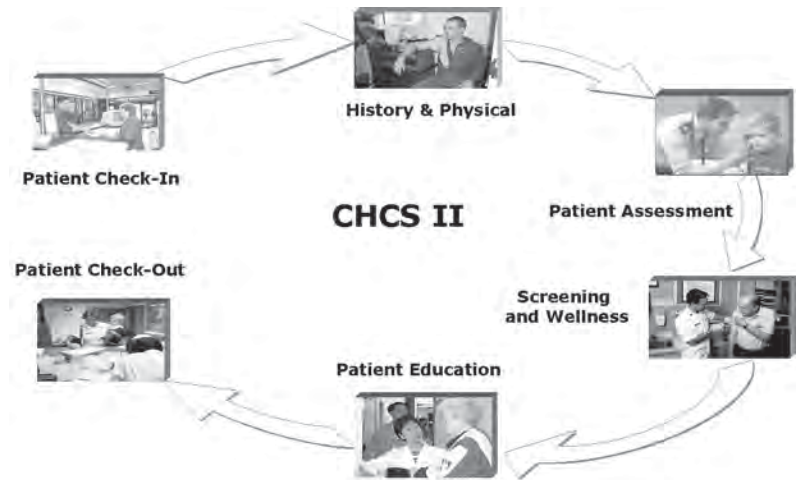 History & Physical
Patient Check-In
CHCS II
Patient Assessment
Patient Check-Out
Screening
and Wellness
Patient Education